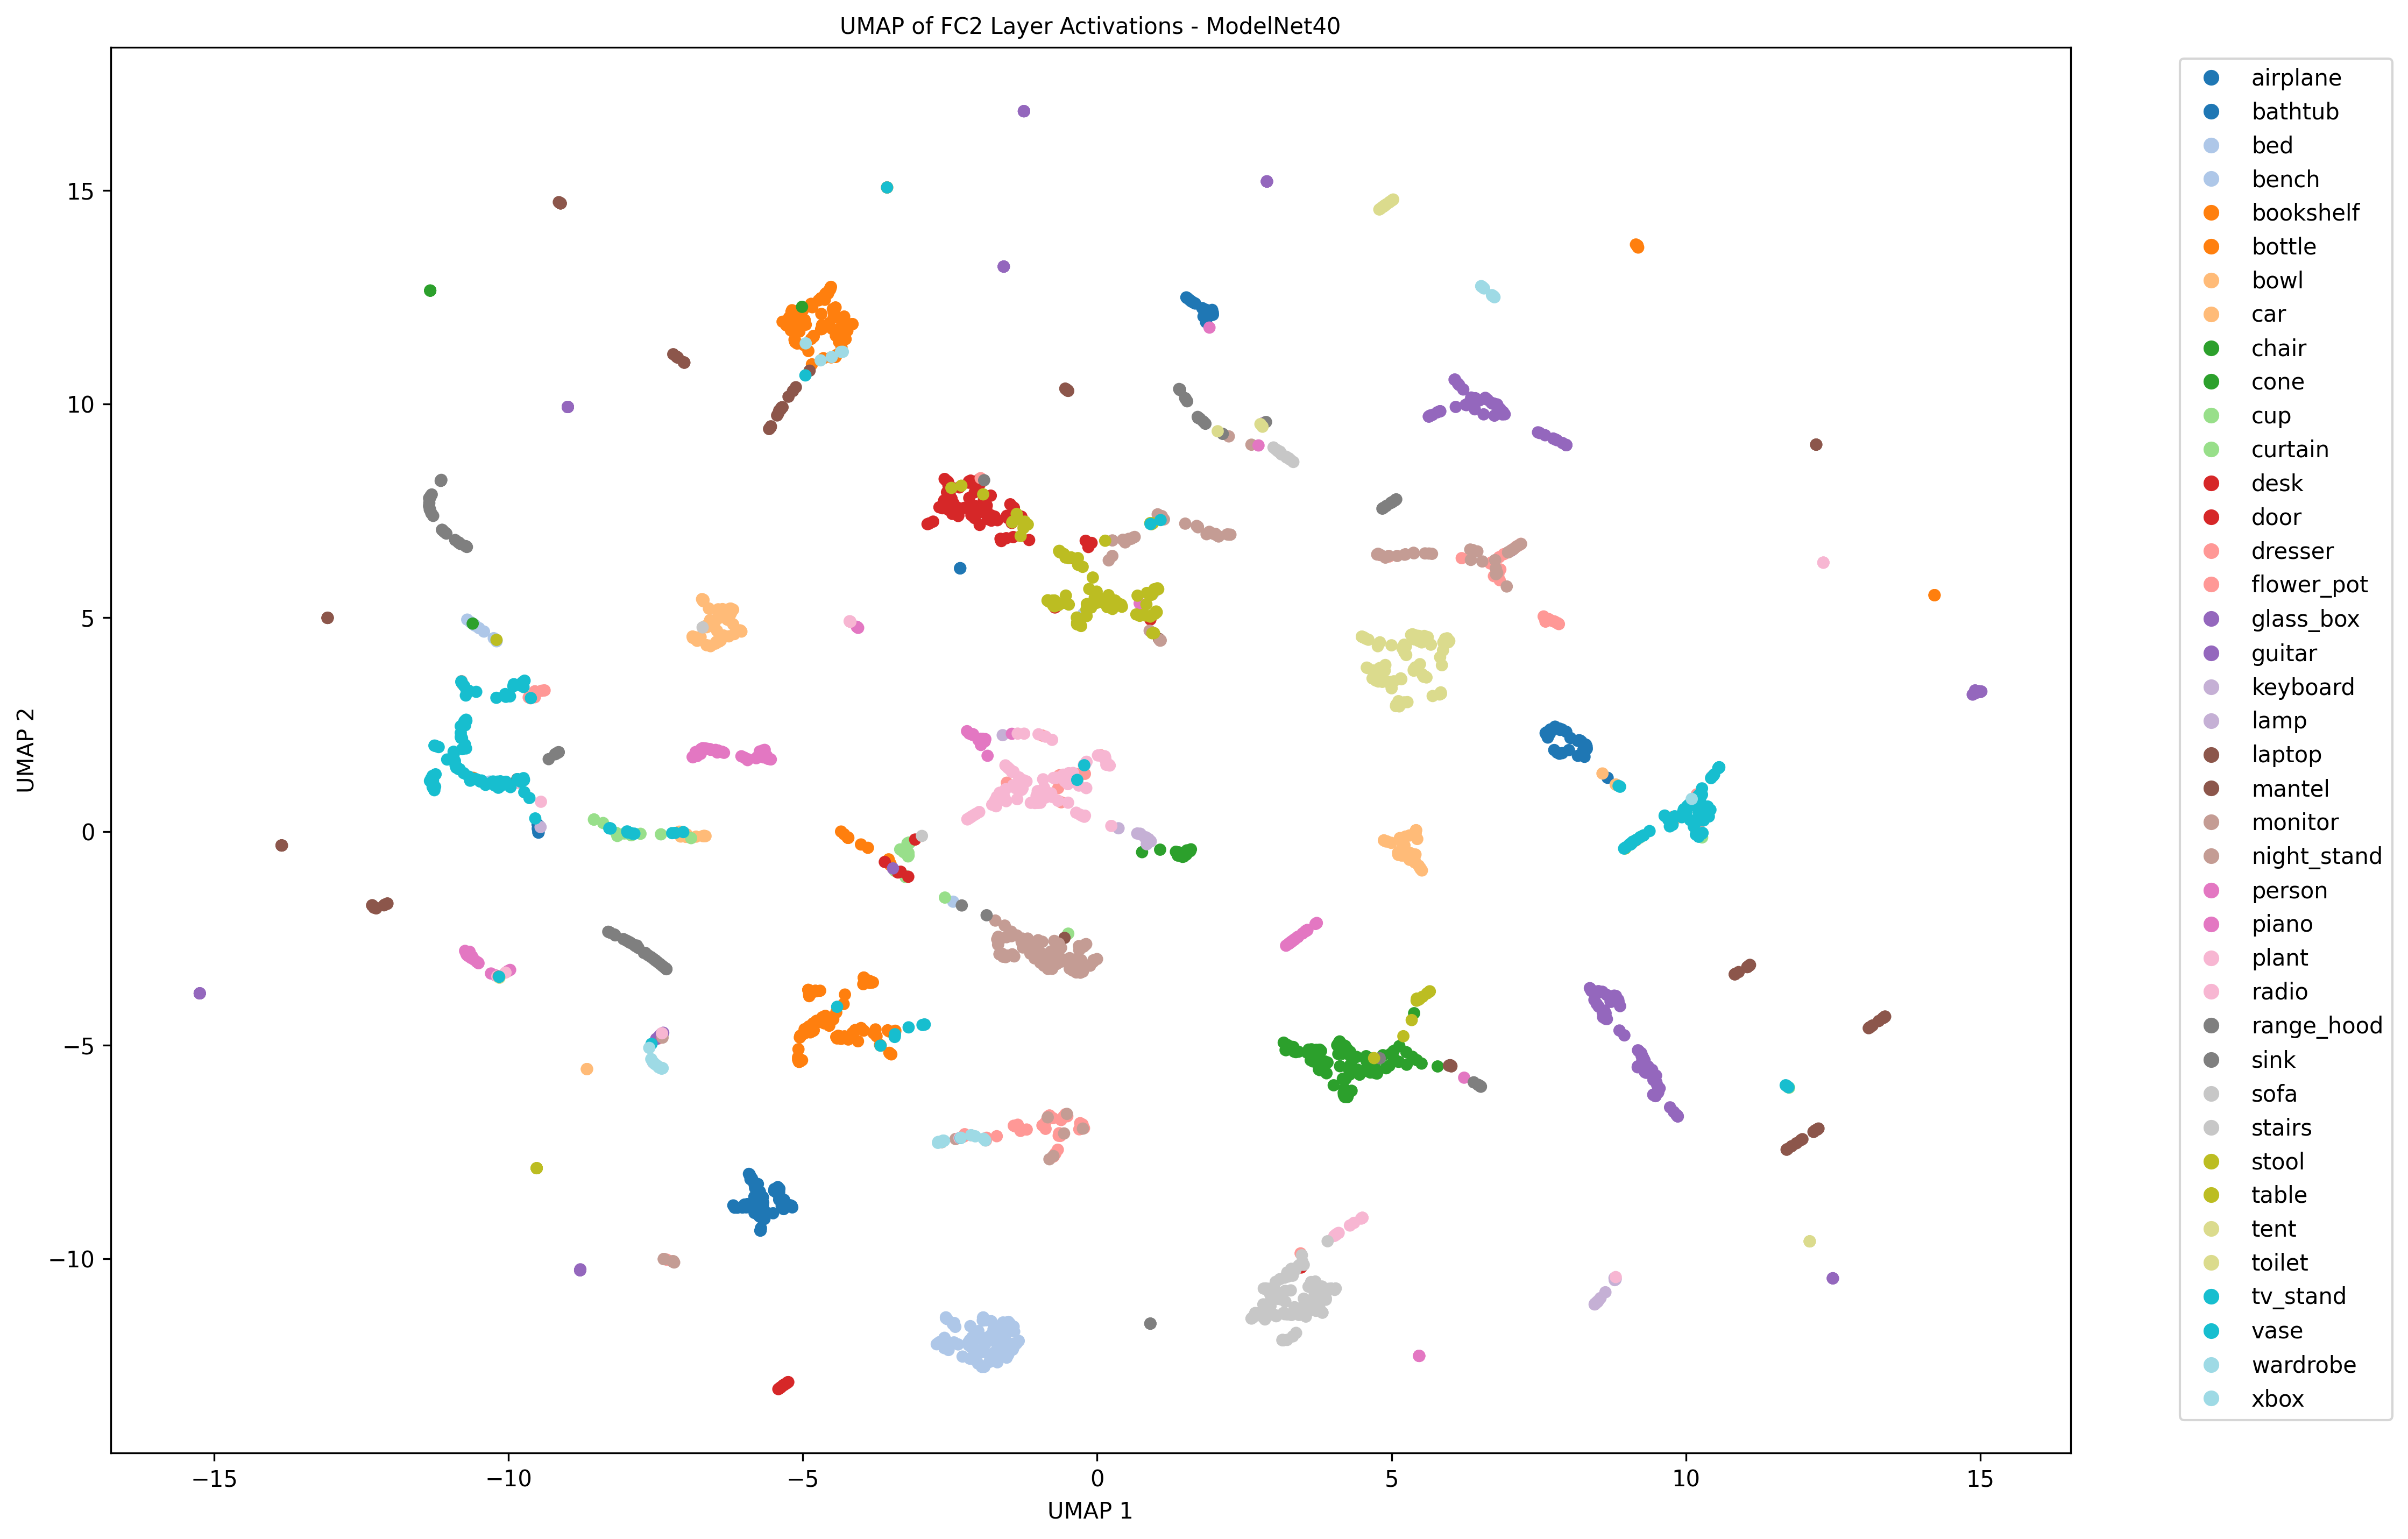 UMAP of FC2 Layer Activations - ModelNet40
UMAP 2
15
10
5
0
−5
−10
−15
−10
−5
0
5
10
15
UMAP 1
airplane
bathtub
bed
bench
bookshelf
bottle
bowl
car
chair
cone
cup
curtain
desk
door
dresser
flower_pot
glass_box
guitar
keyboard
lamp
laptop
mantel
monitor
night_stand
person
piano
plant
radio
range_hood
sink
sofa
stairs
stool
table
tent
toilet
tv_stand
vase
wardrobe
xbox